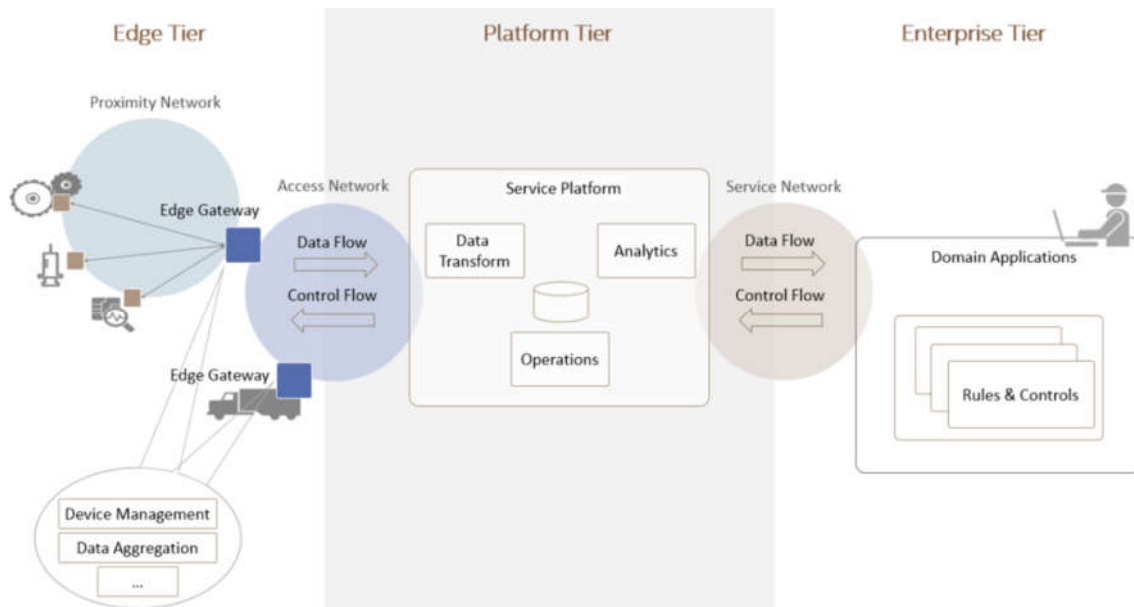 Edge Tier
Platform Tier
Enterprise Tier
Proximity Network
Access Network
Service Platform
Service Network
Edge Gateway
Data Flow
Control Flow
Data
Transform
Analytics
Operations
Data Flow
Control Flow
Domain Applications
Rules & Controls
Edge Gateway
Device Management
Data Aggregation
...